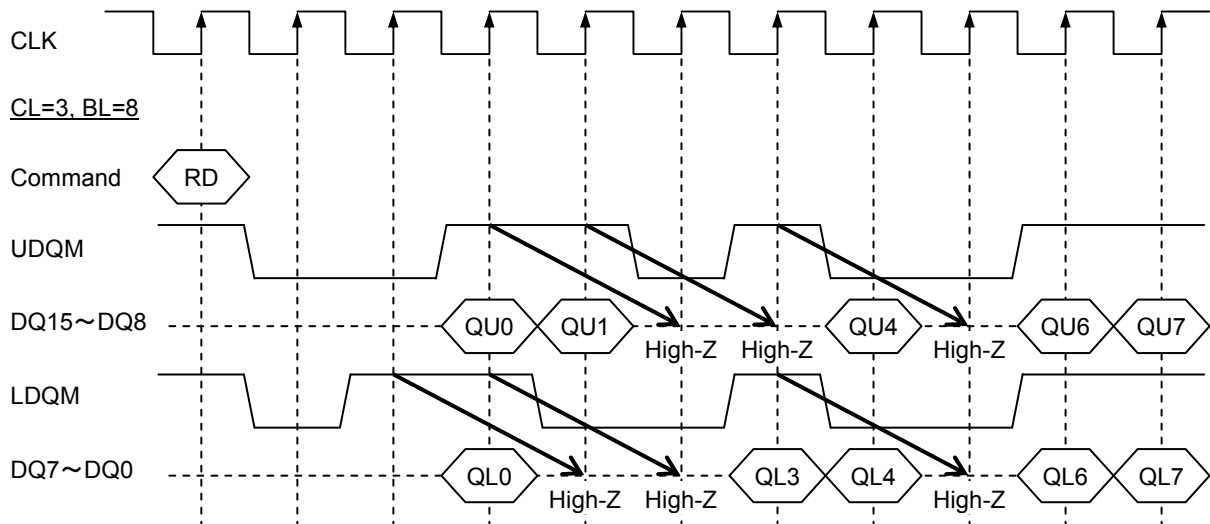 CLK
CL=3, BL=8
Command RD
UDQM
DQ15～DQ8 QU0 QU1 QU4 QU6 QU7
High-Z High-Z High-Z
LDQM
DQ7～DQ0 QL0 QL3 QL4 QL6 QL7
High-Z High-Z High-Z